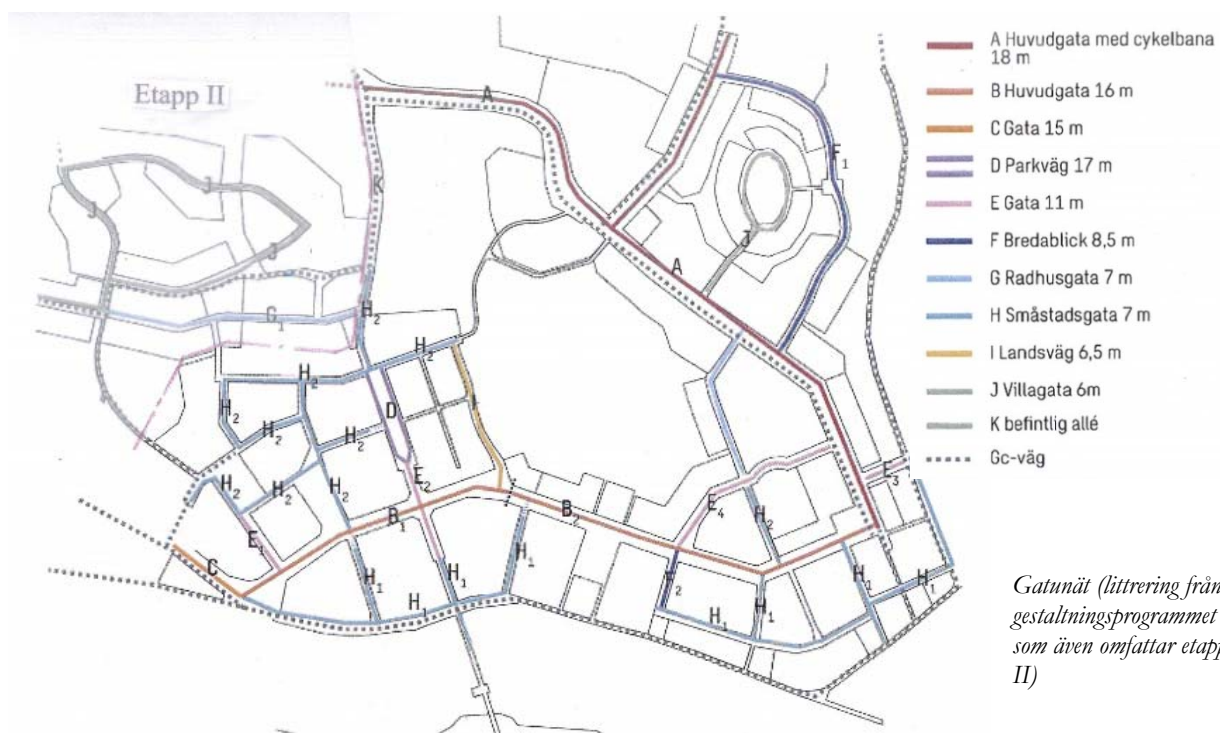 Etapp II
A
K
F1
J
J
J
J
A
G1
H2
H2
H2
H2
H2
H2
D
I
E2
H2
H2
H2
E1
C
B1
B2
E4
H2
E3
H1
H1
H1
H1
F2
H1
H1
H1
H1
A Huvudgata med cykelbana
18 m
B Huvudgata 16 m
C Gata 15 m
D Parkväg 17 m
E Gata 11 m
F Bredablick 8,5 m
G Radhusgata 7 m
H Småstadsgata 7 m
I Landsväg 6,5 m
J Villagata 6m
K befintlig allé
Gc-väg
Gatunät (littrering från
gestaltningsprogrammet
som även omfattar etapp
II)